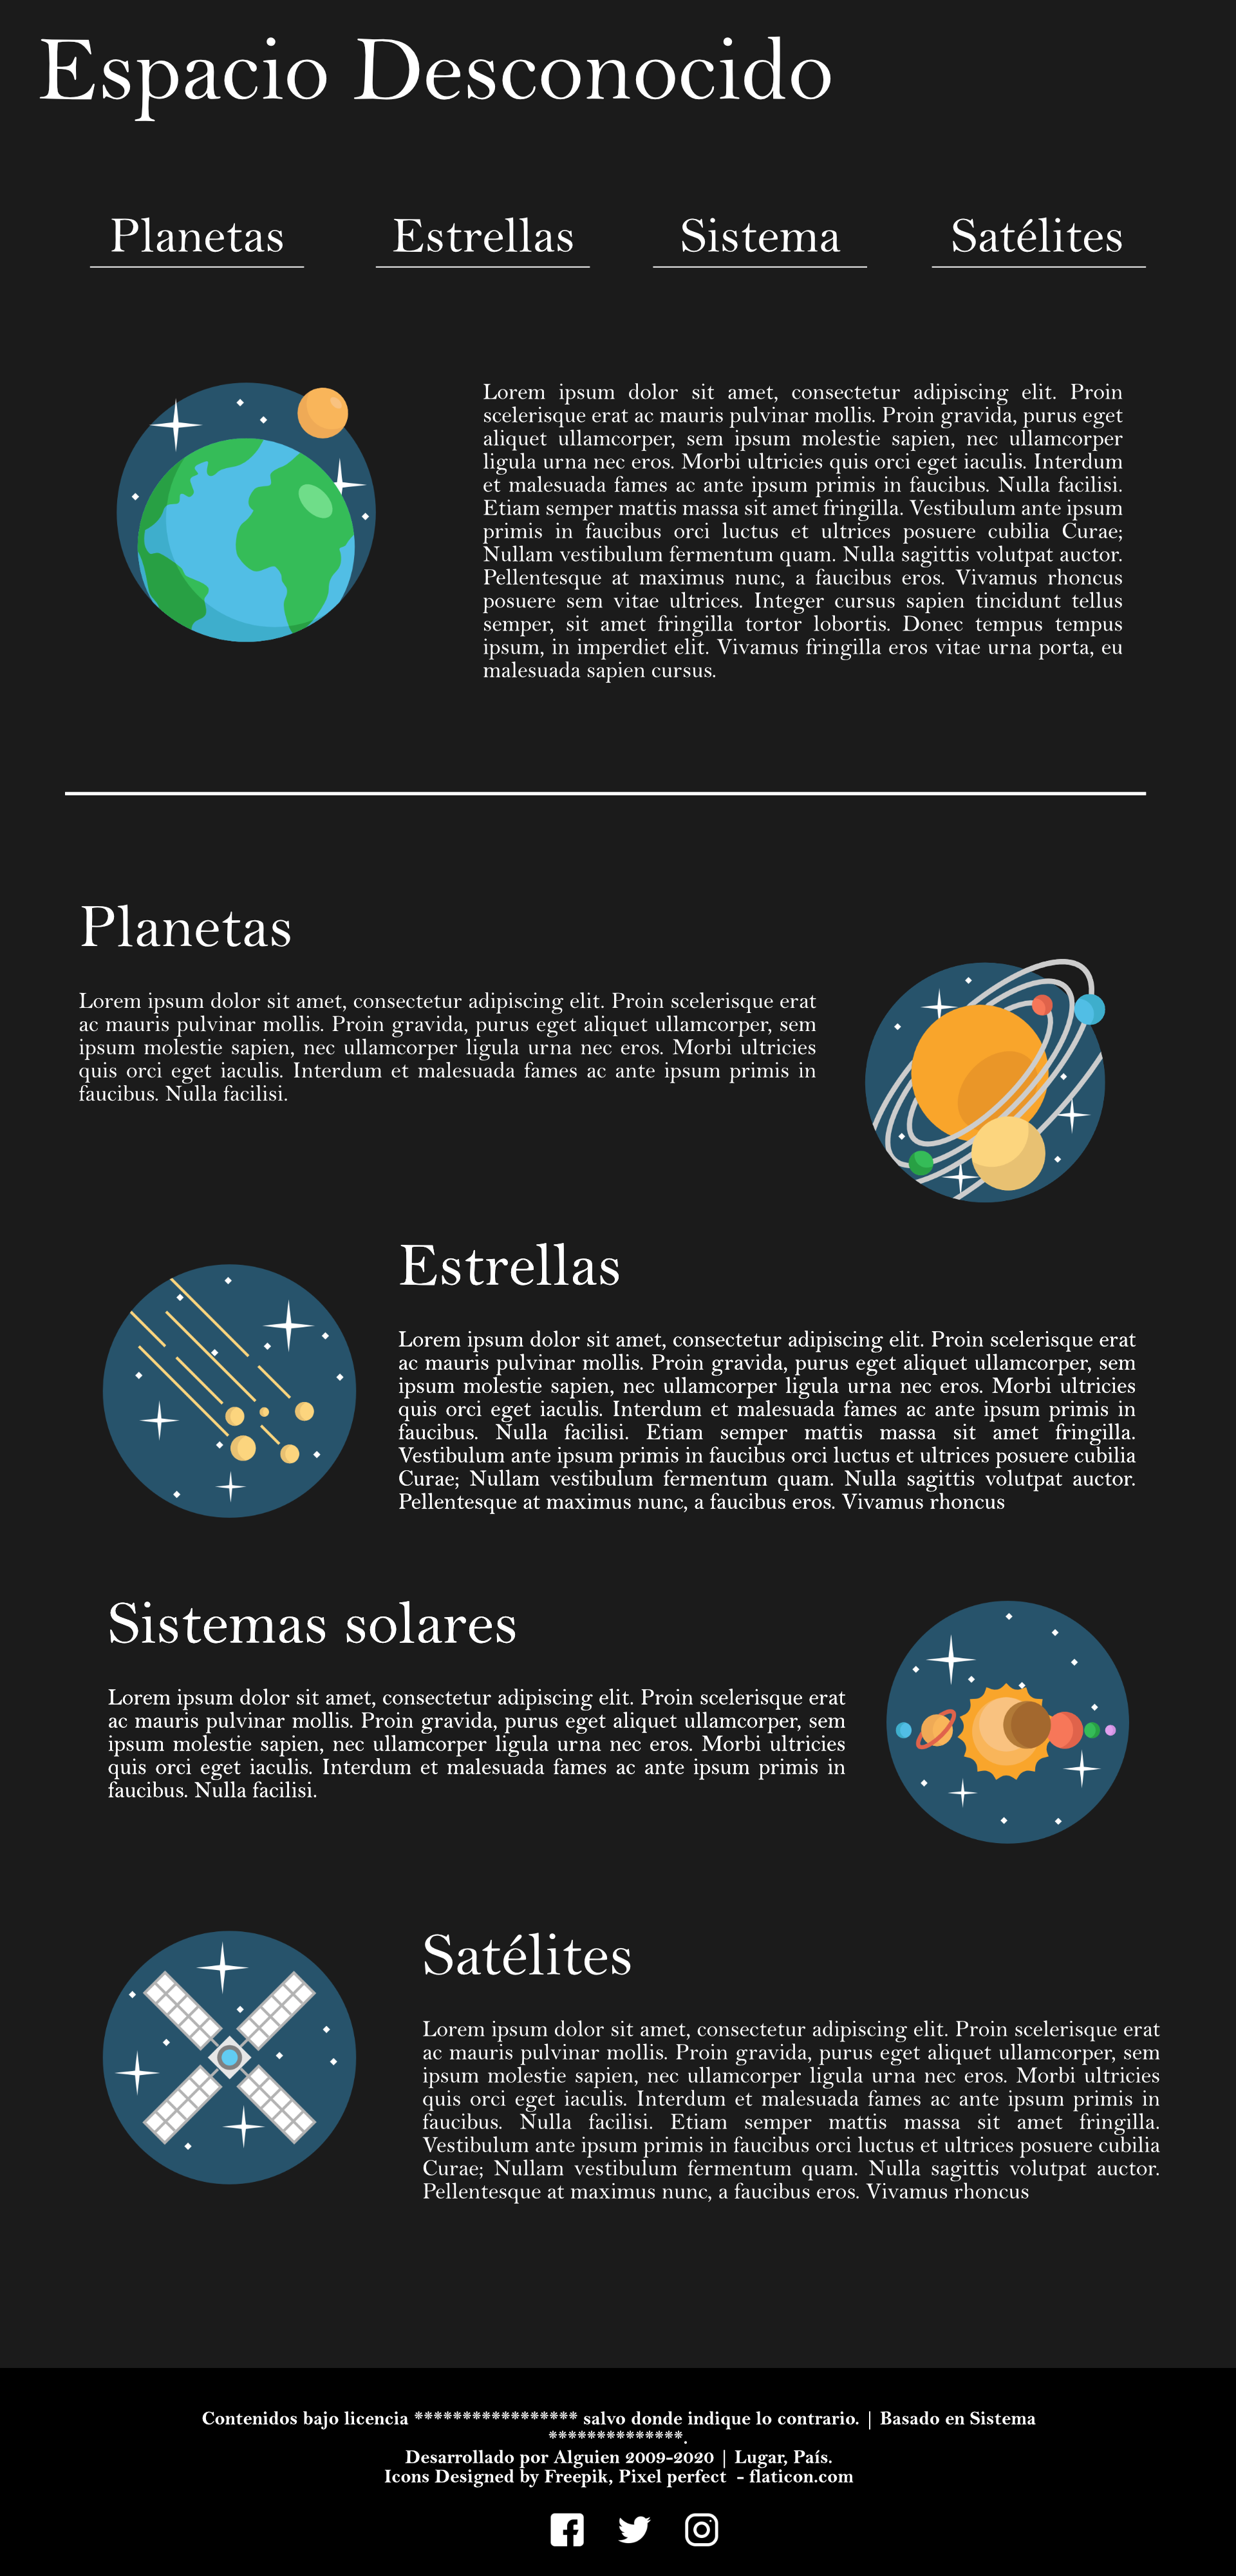 Espacio Desconocido
Planetas
Estrellas
Sistema
Satélites
Lorem ipsum dolor sit amet, consectetur adipiscing elit. Proin
scelerisque erat ac mauris pulvinar mollis. Proin gravida, purus eget
aliquet ullamcorper, sem ipsum molestie sapien, nec ullamcorper
ligula urna nec eros. Morbi ultricies quis orci eget iaculis. Interdum
et malesuada fames ac ante ipsum primis in faucibus. Nulla facilisi.
Etiam semper mattis massa sit amet fringilla. Vestibulum ante ipsum
primis in faucibus orci luctus et ultrices posuere cubilia Curae;
Nullam vestibulum fermentum quam. Nulla sagittis volutpat auctor.
Pellentesque at maximus nunc, a faucibus eros. Vivamus rhoncus
posuere sem vitae ultrices. Integer cursus sapien tincidunt tellus
semper, sit amet fringilla tortor lobortis. Donec tempus tempus
ipsum, in imperdiet elit. Vivamus fringilla eros vitae urna porta, eu
malesuada sapien cursus.
Planetas
Lorem ipsum dolor sit amet, consectetur adipiscing elit. Proin scelerisque erat
ac mauris pulvinar mollis. Proin gravida, purus eget aliquet ullamcorper, sem
ipsum molestie sapien, nec ullamcorper ligula urna nec eros. Morbi ultricies
quis orci eget iaculis. Interdum et malesuada fames ac ante ipsum primis in
faucibus. Nulla facilisi.
Estrellas
Lorem ipsum dolor sit amet, consectetur adipiscing elit. Proin scelerisque erat
ac mauris pulvinar mollis. Proin gravida, purus eget aliquet ullamcorper, sem
ipsum molestie sapien, nec ullamcorper ligula urna nec eros. Morbi ultricies
quis orci eget iaculis. Interdum et malesuada fames ac ante ipsum primis in
faucibus. Nulla facilisi. Etiam semper mattis massa sit amet fringilla.
Vestibulum ante ipsum primis in faucibus orci luctus et ultrices posuere cubilia
Curae; Nullam vestibulum fermentum quam. Nulla sagittis volutpat auctor.
Pellentesque at maximus nunc, a faucibus eros. Vivamus rhoncus
Sistemas solares
Lorem ipsum dolor sit amet, consectetur adipiscing elit. Proin scelerisque erat
ac mauris pulvinar mollis. Proin gravida, purus eget aliquet ullamcorper, sem
ipsum molestie sapien, nec ullamcorper ligula urna nec eros. Morbi ultricies
quis orci eget iaculis. Interdum et malesuada fames ac ante ipsum primis in
faucibus. Nulla facilisi.
Satélites
Lorem ipsum dolor sit amet, consectetur adipiscing elit. Proin scelerisque erat
ac mauris pulvinar mollis. Proin gravida, purus eget aliquet ullamcorper, sem
ipsum molestie sapien, nec ullamcorper ligula urna nec eros. Morbi ultricies
quis orci eget iaculis. Interdum et malesuada fames ac ante ipsum primis in
faucibus. Nulla facilisi. Etiam semper mattis massa sit amet fringilla.
Vestibulum ante ipsum primis in faucibus orci luctus et ultrices posuere cubilia
Curae; Nullam vestibulum fermentum quam. Nulla sagittis volutpat auctor.
Pellentesque at maximus nunc, a faucibus eros. Vivamus rhoncus
Contenidos bajo licencia ***************** salvo donde indique lo contrario. | Basado en Sistema
**************.
Desarrollado por Alguien 2009-2020 | Lugar, País.
Icons Designed by Freepik, Pixel perfect - flaticon.com